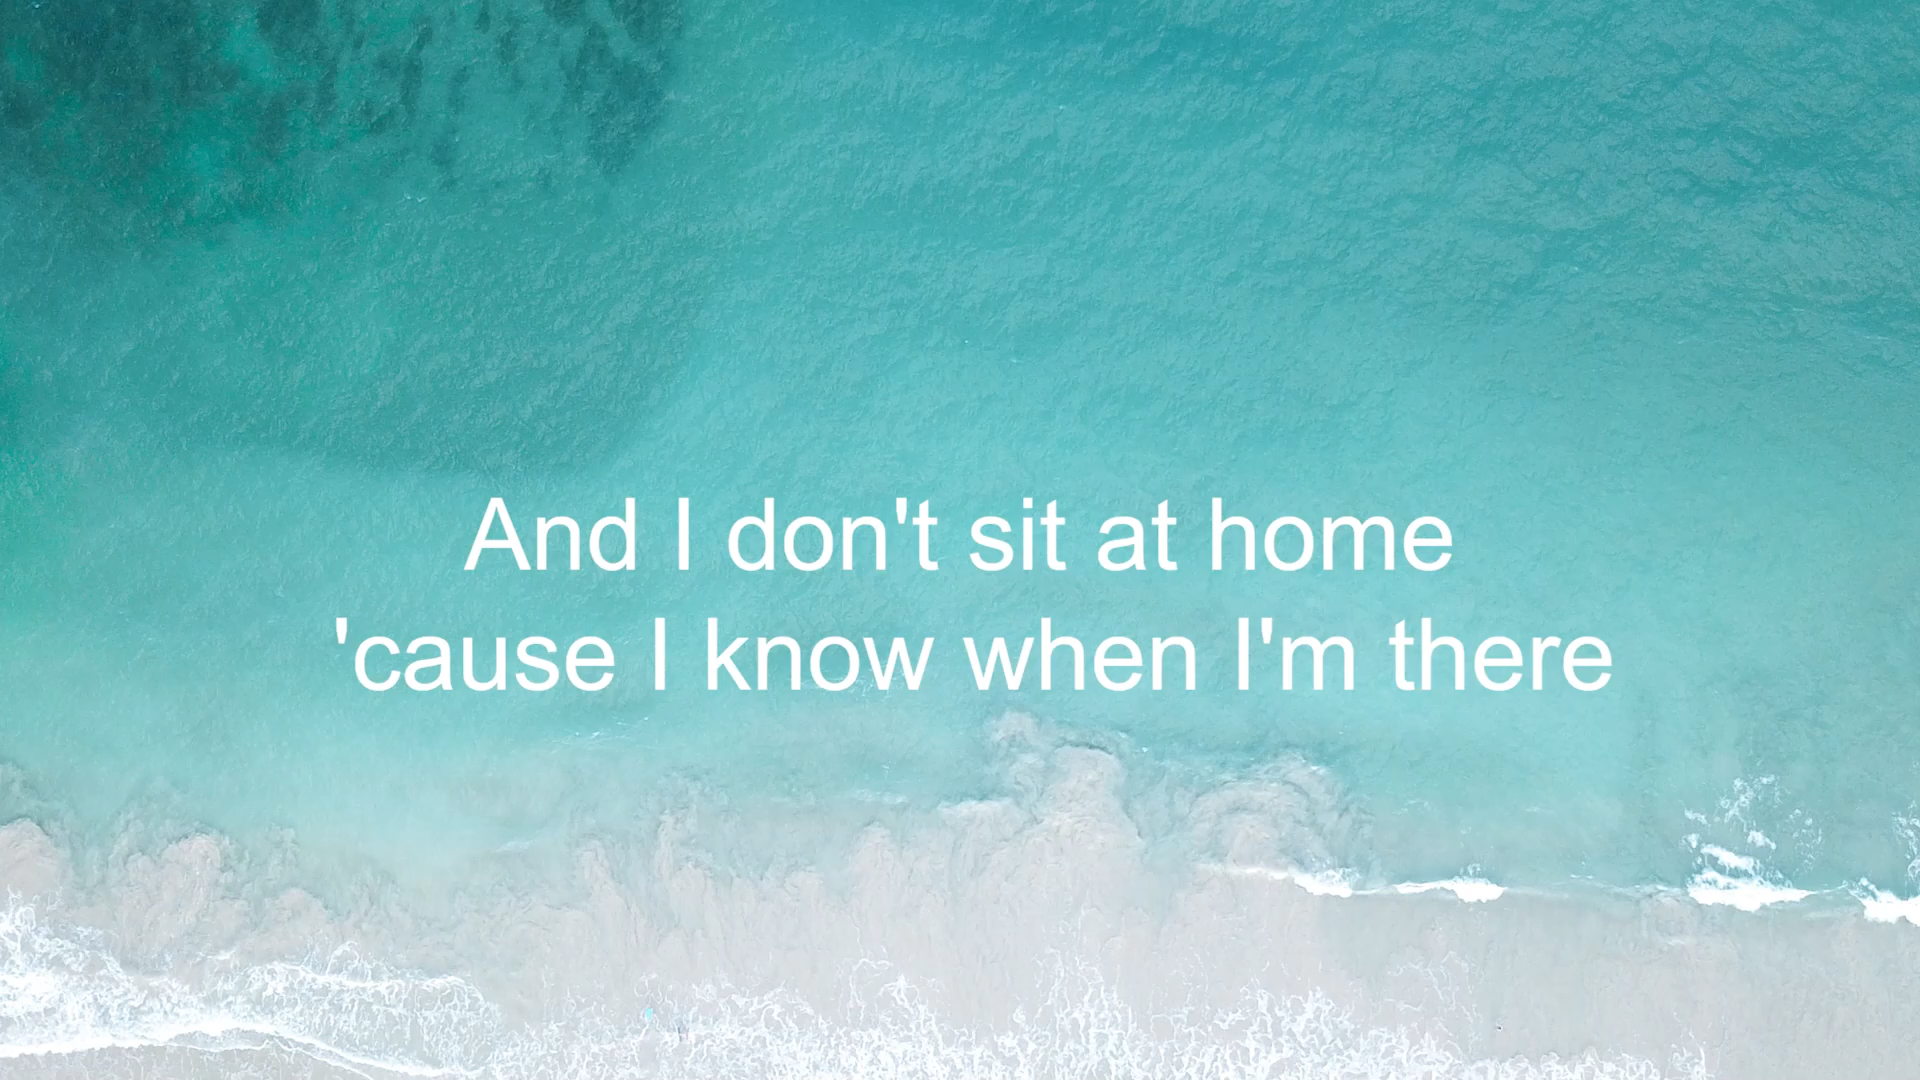 And I don't sit at home
'cause I know when I'm there